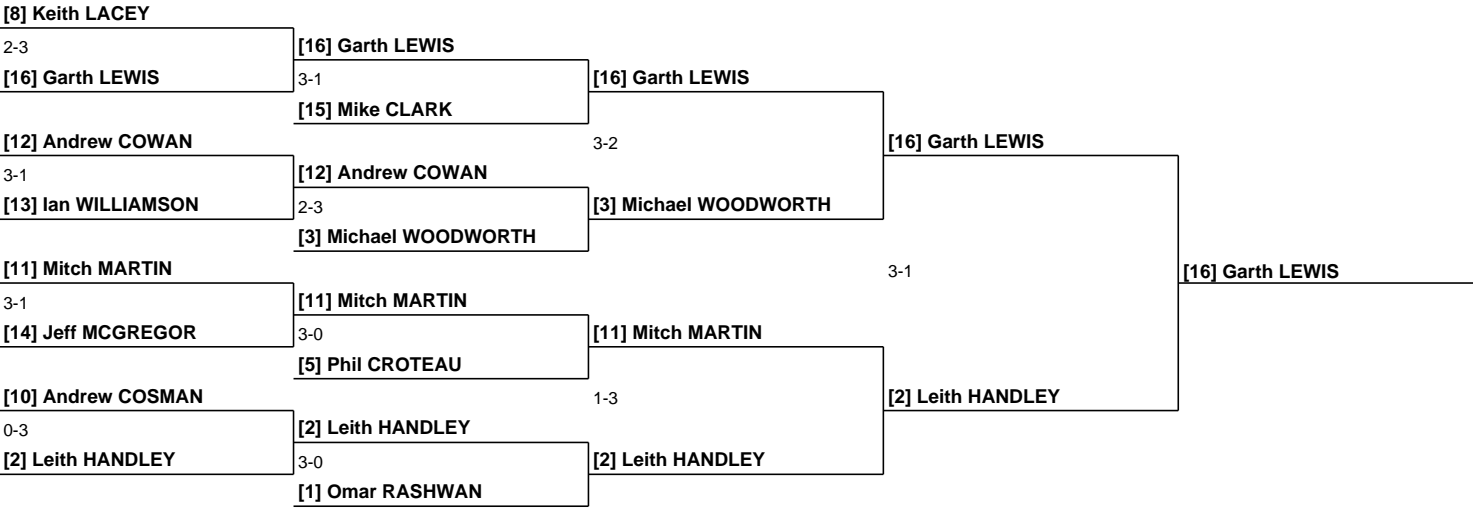 [8] Keith LACEY
2-3
[16] Garth LEWIS
[16] Garth LEWIS
3-1
[16] Garth LEWIS
[15] Mike CLARK
[12] Andrew COWAN
3-2
[16] Garth LEWIS
3-1
[12] Andrew COWAN
[13] Ian WILLIAMSON
2-3
[3] Michael WOODWORTH
[3] Michael WOODWORTH
[11] Mitch MARTIN
3-1
[16] Garth LEWIS
3-1
[11] Mitch MARTIN
[14] Jeff MCGREGOR
3-0
[11] Mitch MARTIN
[5] Phil CROTEAU
[10] Andrew COSMAN
1-3
[2] Leith HANDLEY
0-3
[2] Leith HANDLEY
[2] Leith HANDLEY
3-0
[2] Leith HANDLEY
[1] Omar RASHWAN